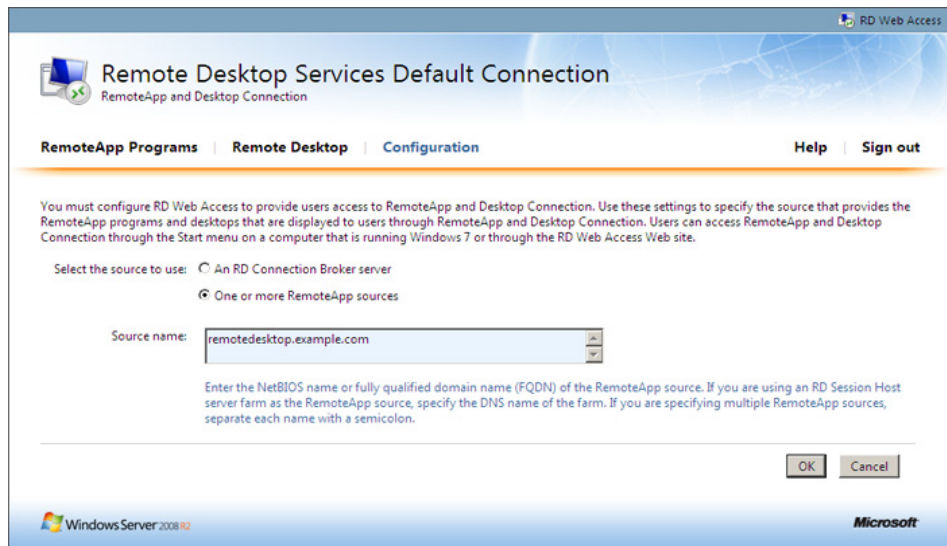 RD Web Access
Remote Desktop Services Default Connection
RemoteApp and Desktop Connection
RemoteApp Programs | Remote Desktop | Configuration Help | Sign out
You must configure RD Web Access to provide users access to RemoteApp and Desktop Connection. Use these settings to specify the source that provides the
RemoteApp programs and desktops that are displayed to users through RemoteApp and Desktop Connection. Users can access RemoteApp and Desktop
Connection through the Start menu on a computer that is running Windows 7 or through the RD Web Access Web site.
Select the source to use: An RD Connection Broker server
One or more RemoteApp sources
Source name: remotedesktop.example.com
Enter the NetBIOS name or fully qualified domain name (FQDN) of the RemoteApp source. If you are using an RD Session Host
server farm as the RemoteApp source, specify the DNS name of the farm. If you are specifying multiple RemoteApp sources,
separate each name with a semicolon.
OK Cancel
Windows Server 2008 R2 Microsoft